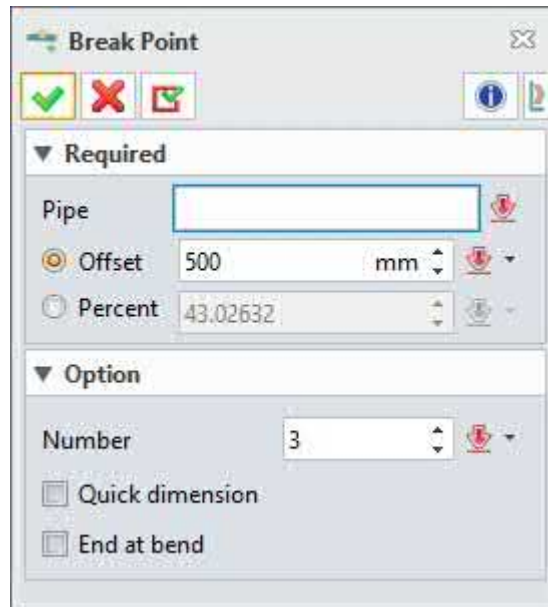 Break Point
Required
Pipe
Offset 500 mm
Percent 43.02632
Option
Number 3
Quick dimension
End at bend